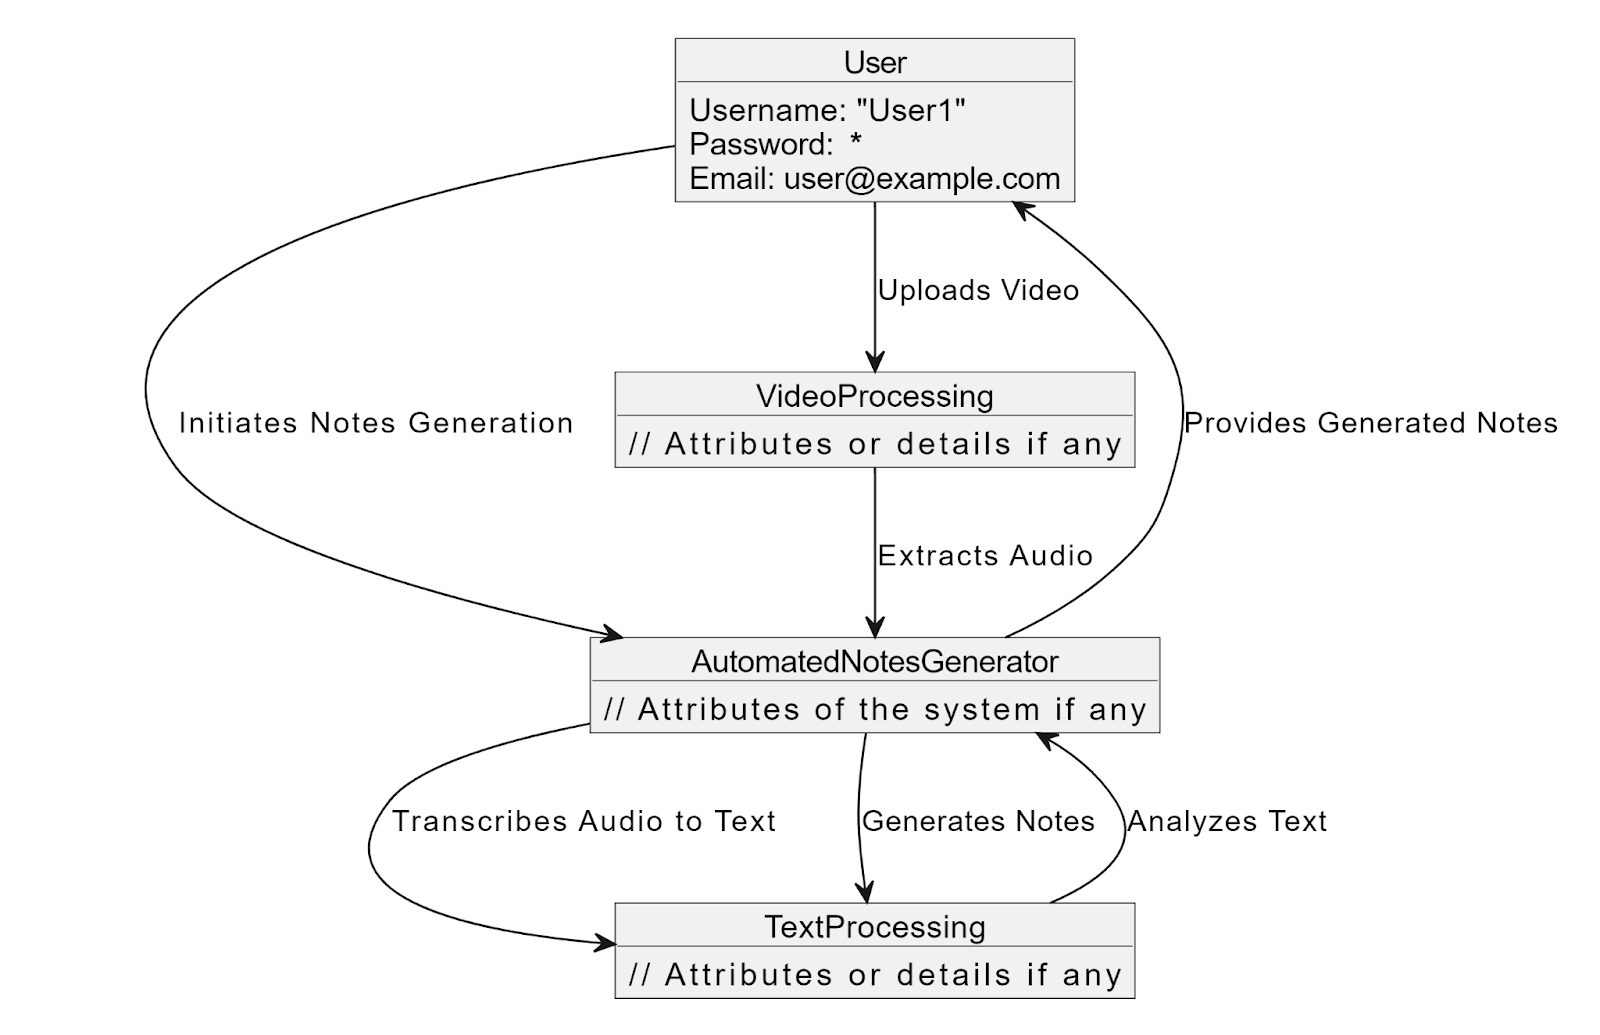 User
Username: "User1"
Password:  *
Email: user@example.com
Uploads Video
VideoProcessing
// Attributes or details if any
Initiates Notes Generation
Provides Generated Notes
Extracts Audio
AutomatedNotesGenerator
// Attributes of the system if any
Transcribes Audio to Text
Generates Notes
Analyzes Text
TextProcessing
// Attributes or details if any